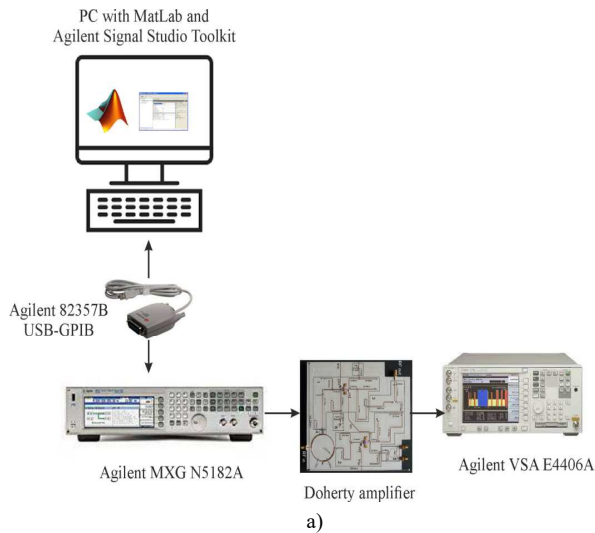 PC with MatLab and
Agilent Signal Studio Toolkit
Agilent 82357B
USB-GPIB
Agilent MXG N5182A
Doherty amplifier
Agilent VSA E4406A
a)